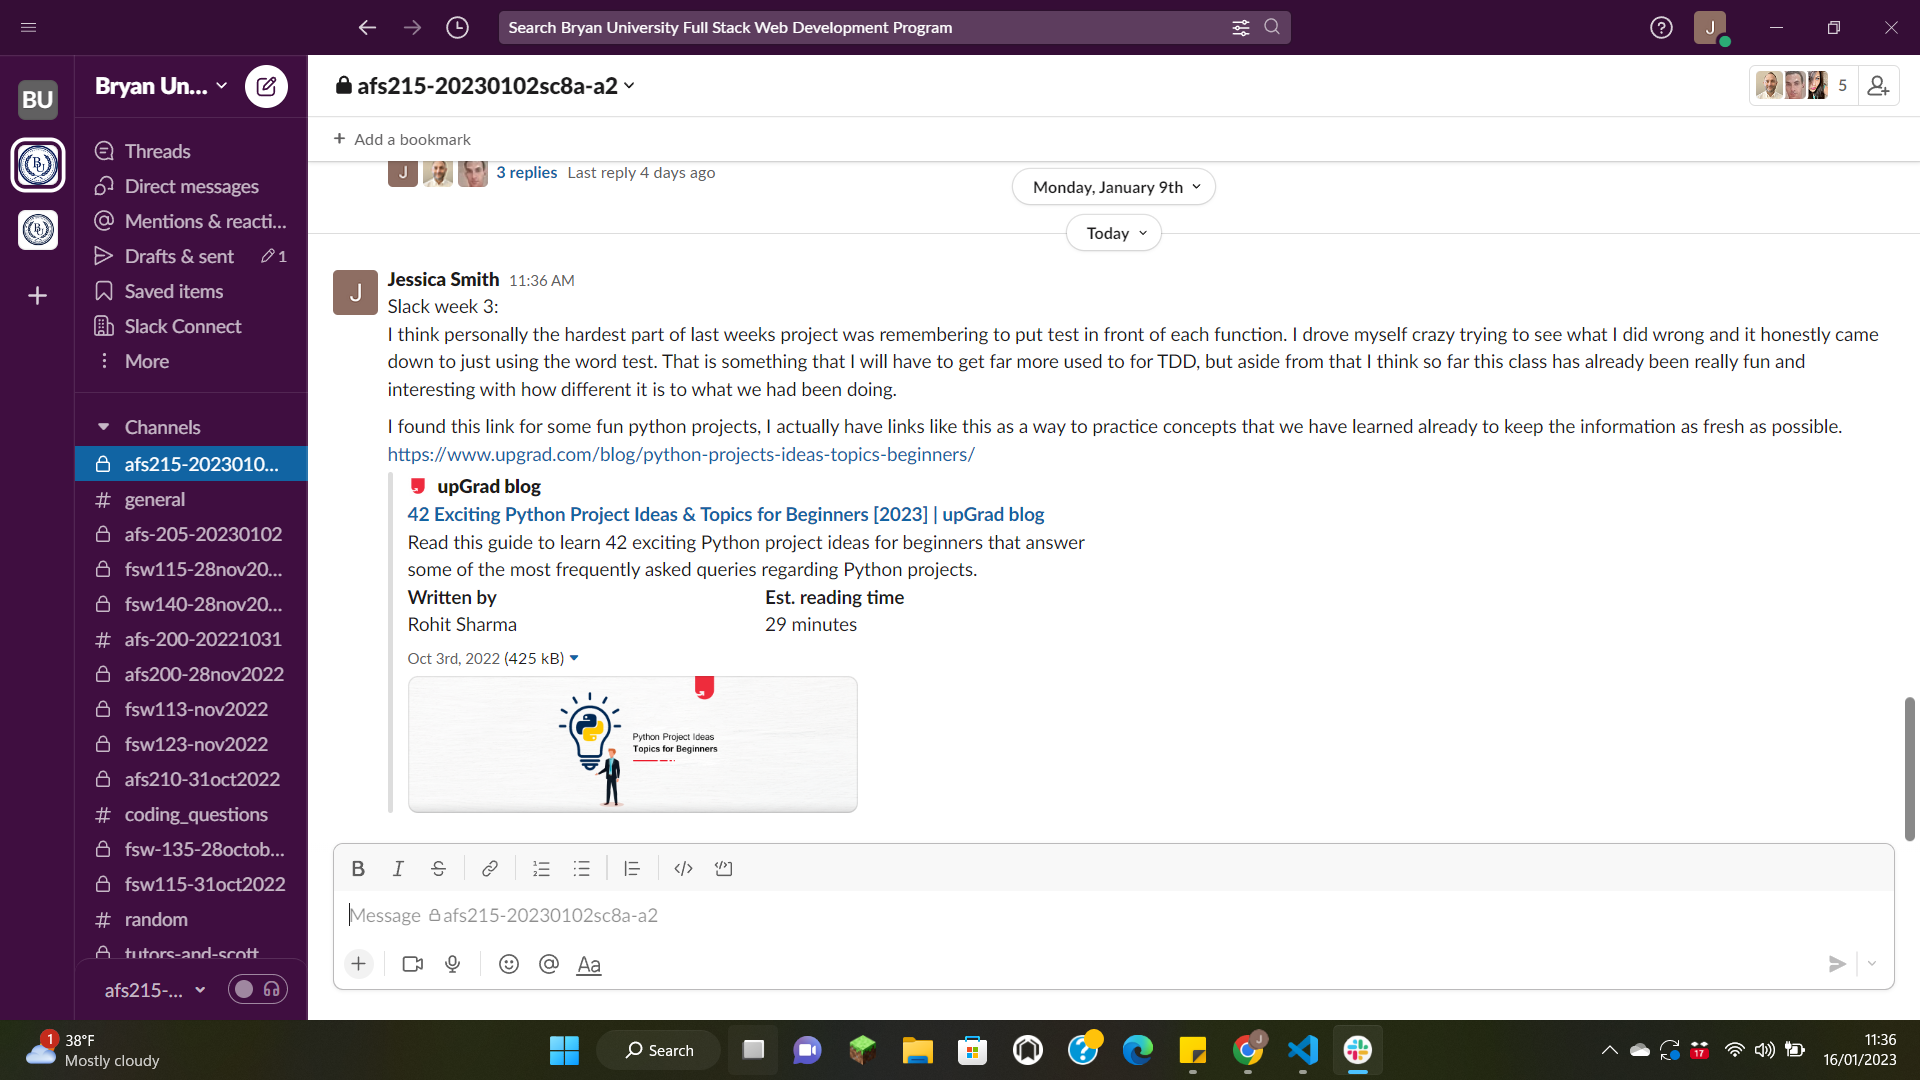 Search Bryan University Full Stack Web Development Program
J
BU
Bryan Un...
Threads
Direct messages
Mentions & reacti...
Drafts & sent 1
Saved items
Slack Connect
More
Channels
afs215-2023010...
general
afs-205-20230102
fsw115-28nov20...
fsw140-28nov20...
afs-200-20221031
afs200-28nov2022
fsw113-nov2022
fsw123-nov2022
afs210-31oct2022
coding_questions
fsw-135-28octob...
fsw115-31oct2022
random
tutors-and-scott
afs215-...
afs215-20230102sc8a-a2
5
+ Add a bookmark
J 3 replies Last reply 4 days ago
Monday, January 9th
Today
J
Jessica Smith 11:36 AM
Slack week 3:
I think personally the hardest part of last weeks project was remembering to put test in front of each function. I drove myself crazy trying to see what I did wrong and it honestly came
down to just using the word test. That is something that I will have to get far more used to for TDD, but aside from that I think so far this class has already been really fun and
interesting with how different it is to what we had been doing.
I found this link for some fun python projects, I actually have links like this as a way to practice concepts that we have learned already to keep the information as fresh as possible.
https://www.upgrad.com/blog/python-projects-ideas-topics-beginners/
upGrad blog
42 Exciting Python Project Ideas & Topics for Beginners [2023] | upGrad blog
Read this guide to learn 42 exciting Python project ideas for beginners that answer
some of the most frequently asked queries regarding Python projects.
Written by Est. reading time
Rohit Sharma 29 minutes
Oct 3rd, 2022 (425 kB)
Python Project Ideas
Topics for Beginners
B I S
Message afs215-20230102sc8a-a2
Aa
1
38°F
Mostly cloudy
Search
J
17
11:36
16/01/2023